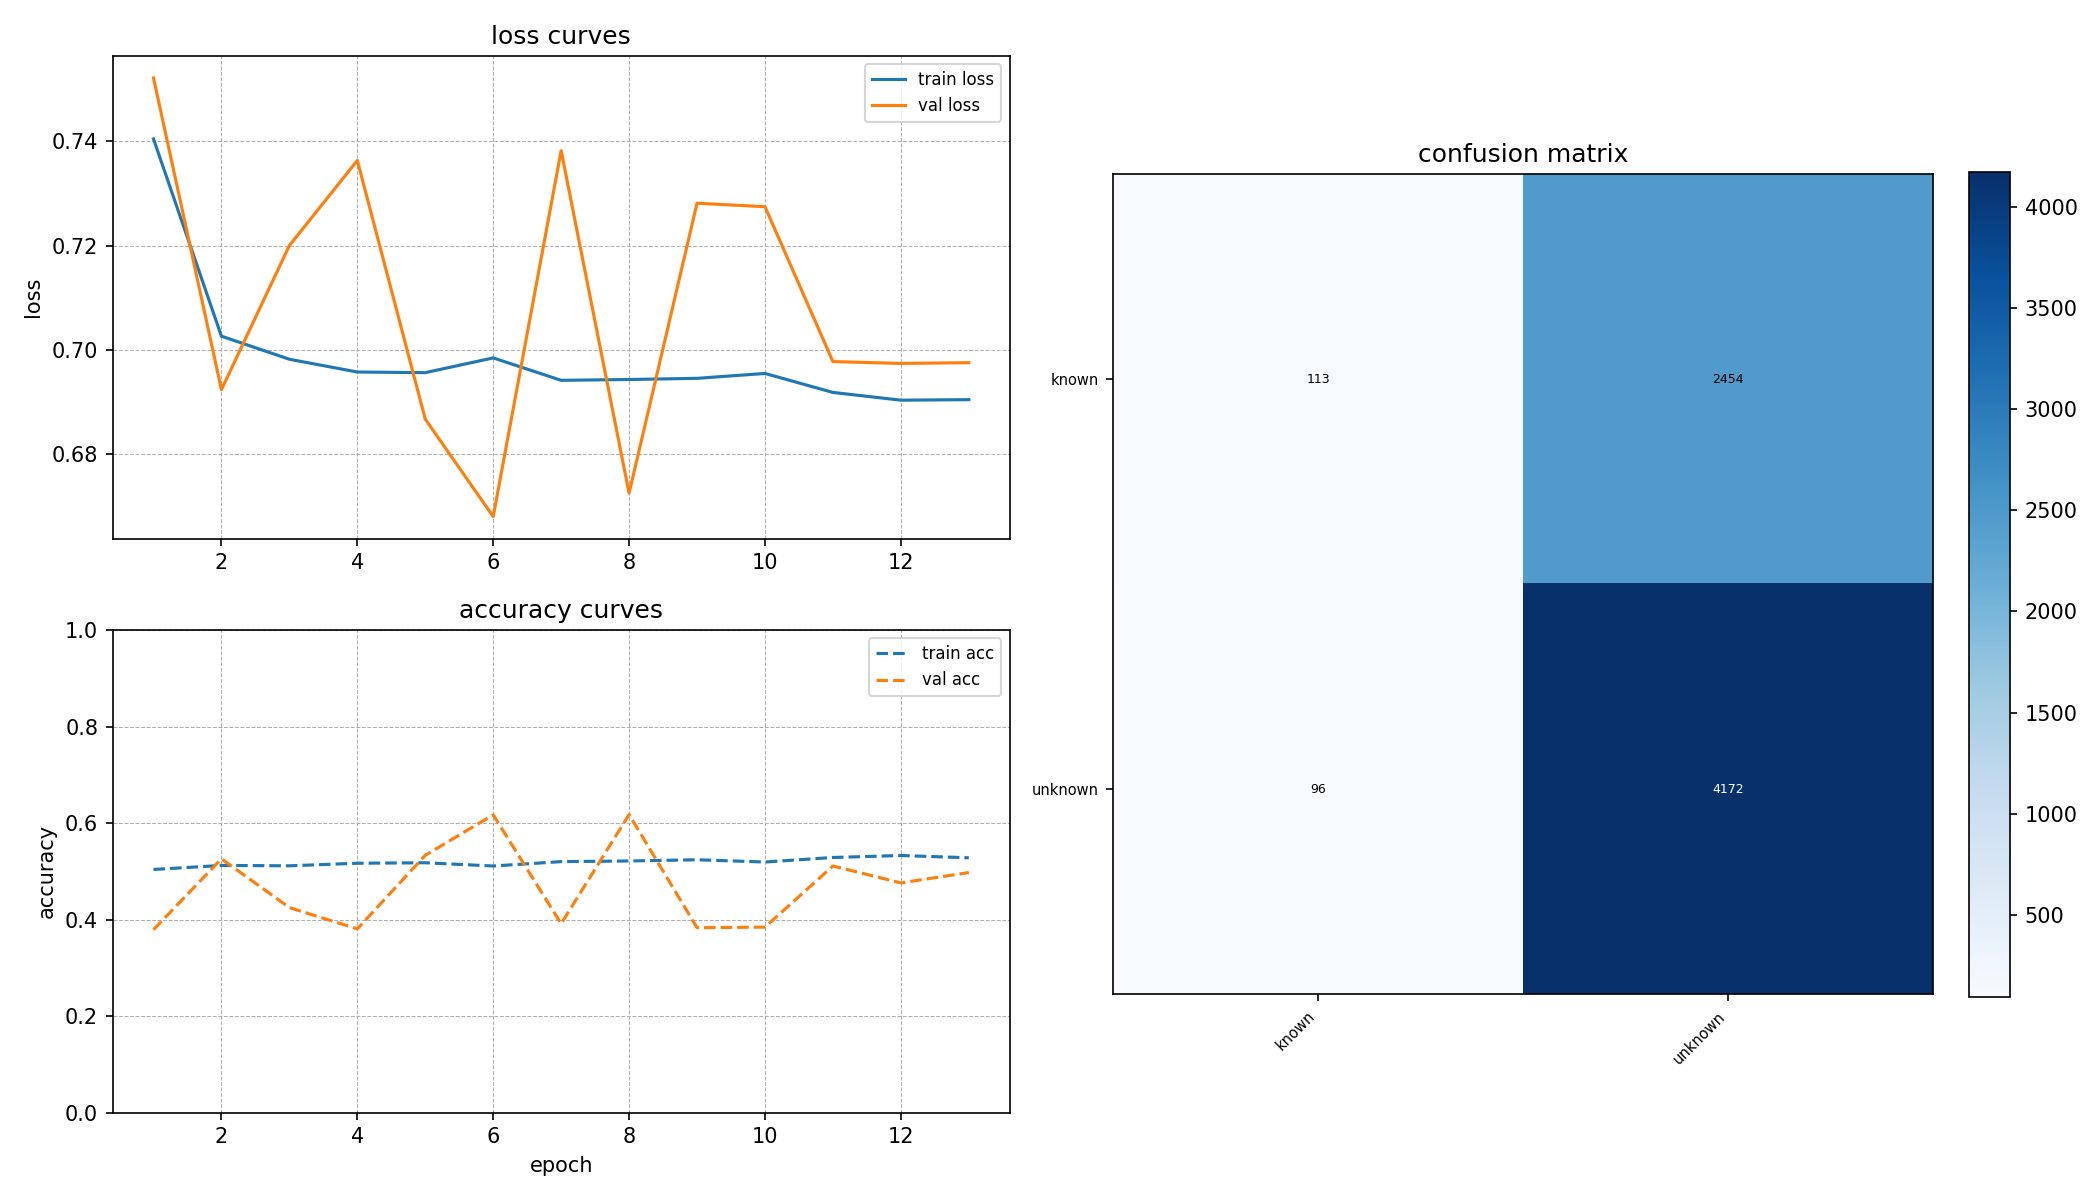 loss curves
train loss
val loss
0.74
0.72
0.70
0.68
loss
2 4 6 8 10 12
accuracy curves
train acc
val acc
1.0
0.8
0.6
0.4
0.2
0.0
accuracy
2 4 6 8 10 12
epoch
confusion matrix
known
113 2454
unknown
96 4172
known unknown
4000
3500
3000
2500
2000
1500
1000
500